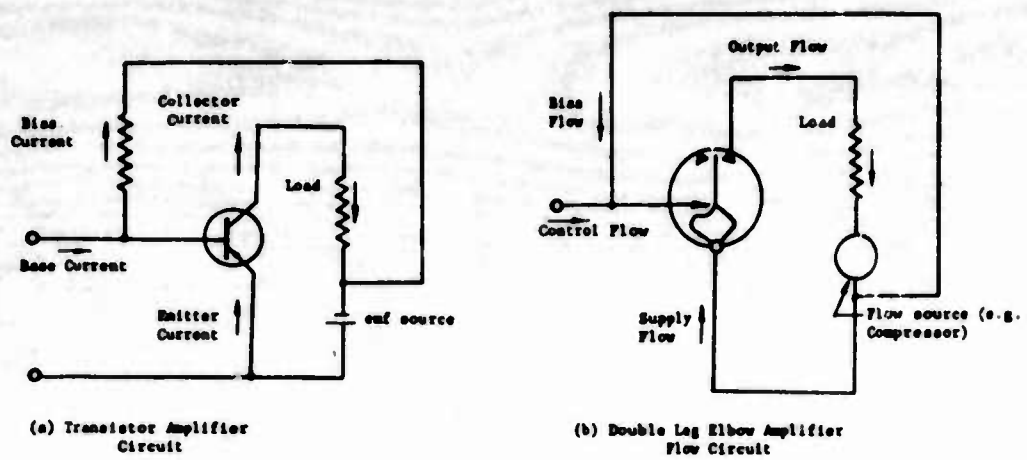 Collector
Current
Bias
Current
Load
Base Current
Emitter
Current
emf source
(a) Transistor Amplifier
Circuit
Output Flow
Bias
Flow
Load
Control Flow
Supply
Flow
Flow source (e.g.
Compressor)
(b) Double Leg Elbow Amplifier
Flow Circuit